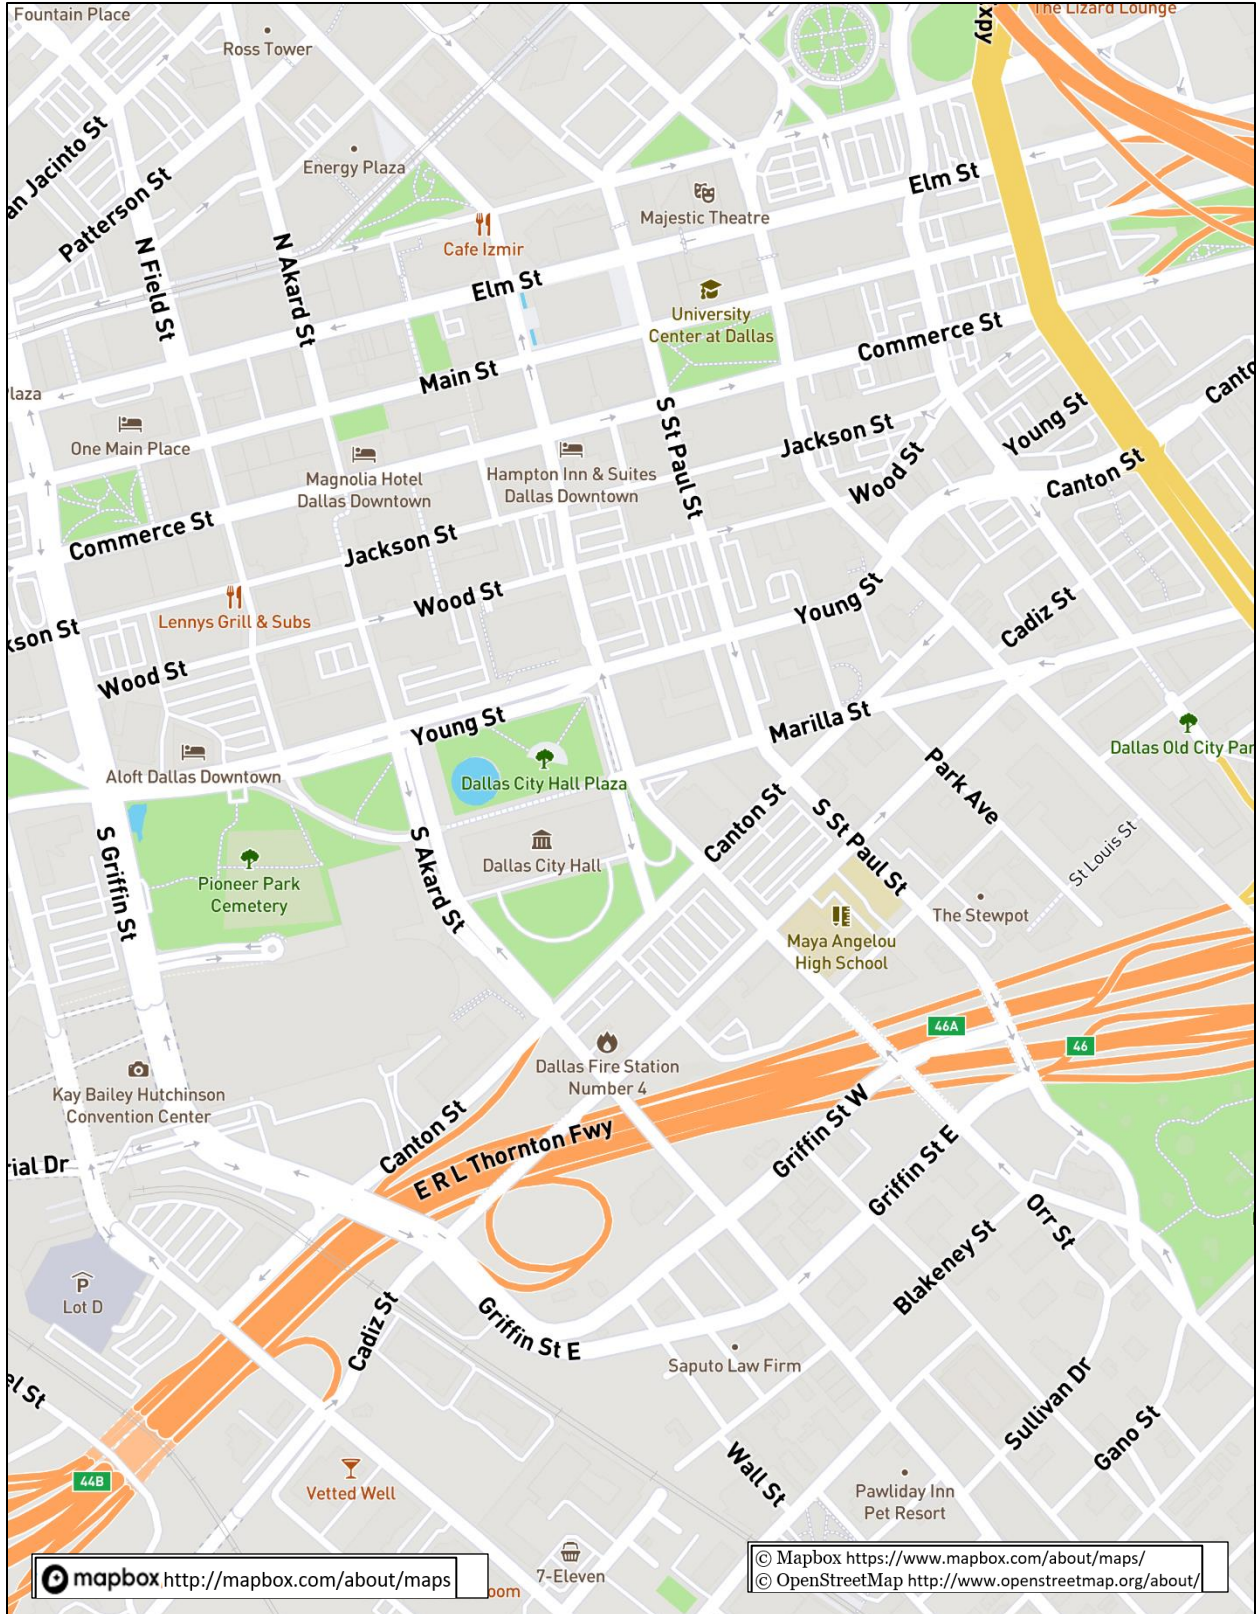 Fountain Place
Ross Tower
xpy
The Lizard Lounge
an Jacinto St
Energy Plaza
Patterson St
Elm St
Majestic Theatre
N Field St
N Akard St
Cafe Izmir
Elm St
University
Center at Dallas
Commerce St
Main St
Plaza
Canto
One Main Place
Magnolia Hotel
Dallas Downtown
Hampton Inn & Suites
Dallas Downtown
S St Paul St
Jackson St
Young St
Wood St
Canton St
Commerce St
Jackson St
Wood St
Young St
Cadiz St
Lennys Grill & Subs
kson St
Wood St
Young St
Marilla St
Dallas Old City Par
Aloft Dallas Downtown
Dallas City Hall Plaza
Park Ave
Canton St
S St Paul St
S Griffin St
S Akard St
Dallas City Hall
St Louis St
Pioneer Park
Cemetery
The Stewpot
Maya Angelou
High School
46A
46
Dallas Fire Station
Number 4
Kay Bailey Hutchinson
Convention Center
Canton St
E R L Thornton Fwy
Griffin St W
Griffin St E
rial Dr
Orr St
Blakeney St
P
Lot D
Cadiz St
Griffin St E
Saputo Law Firm
el St
Sullivan Dr
Gano St
Wall St
44B
Vetted Well
Pawliday Inn
Pet Resort
7-Eleven
oom
mapbox http://mapbox.com/about/maps
© Mapbox https://www.mapbox.com/about/maps/
© OpenStreetMap http://www.openstreetmap.org/about/